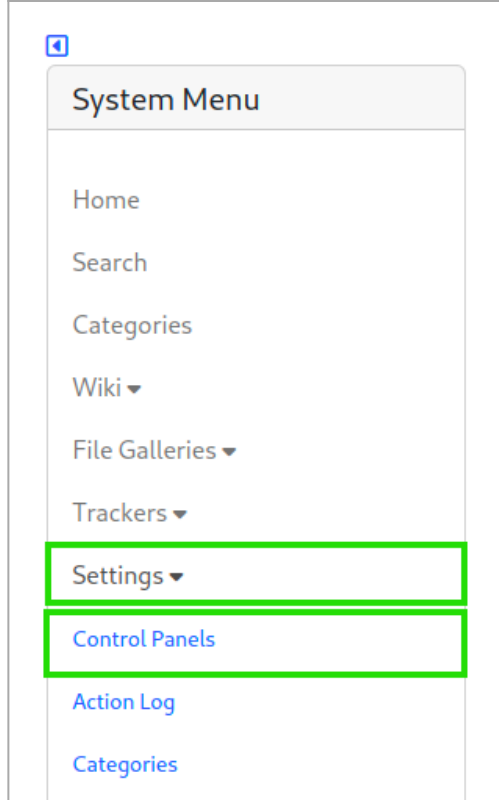 System Menu
Home
Search
Categories
Wiki
File Galleries
Trackers
Settings
Control Panels
Action Log
Categories